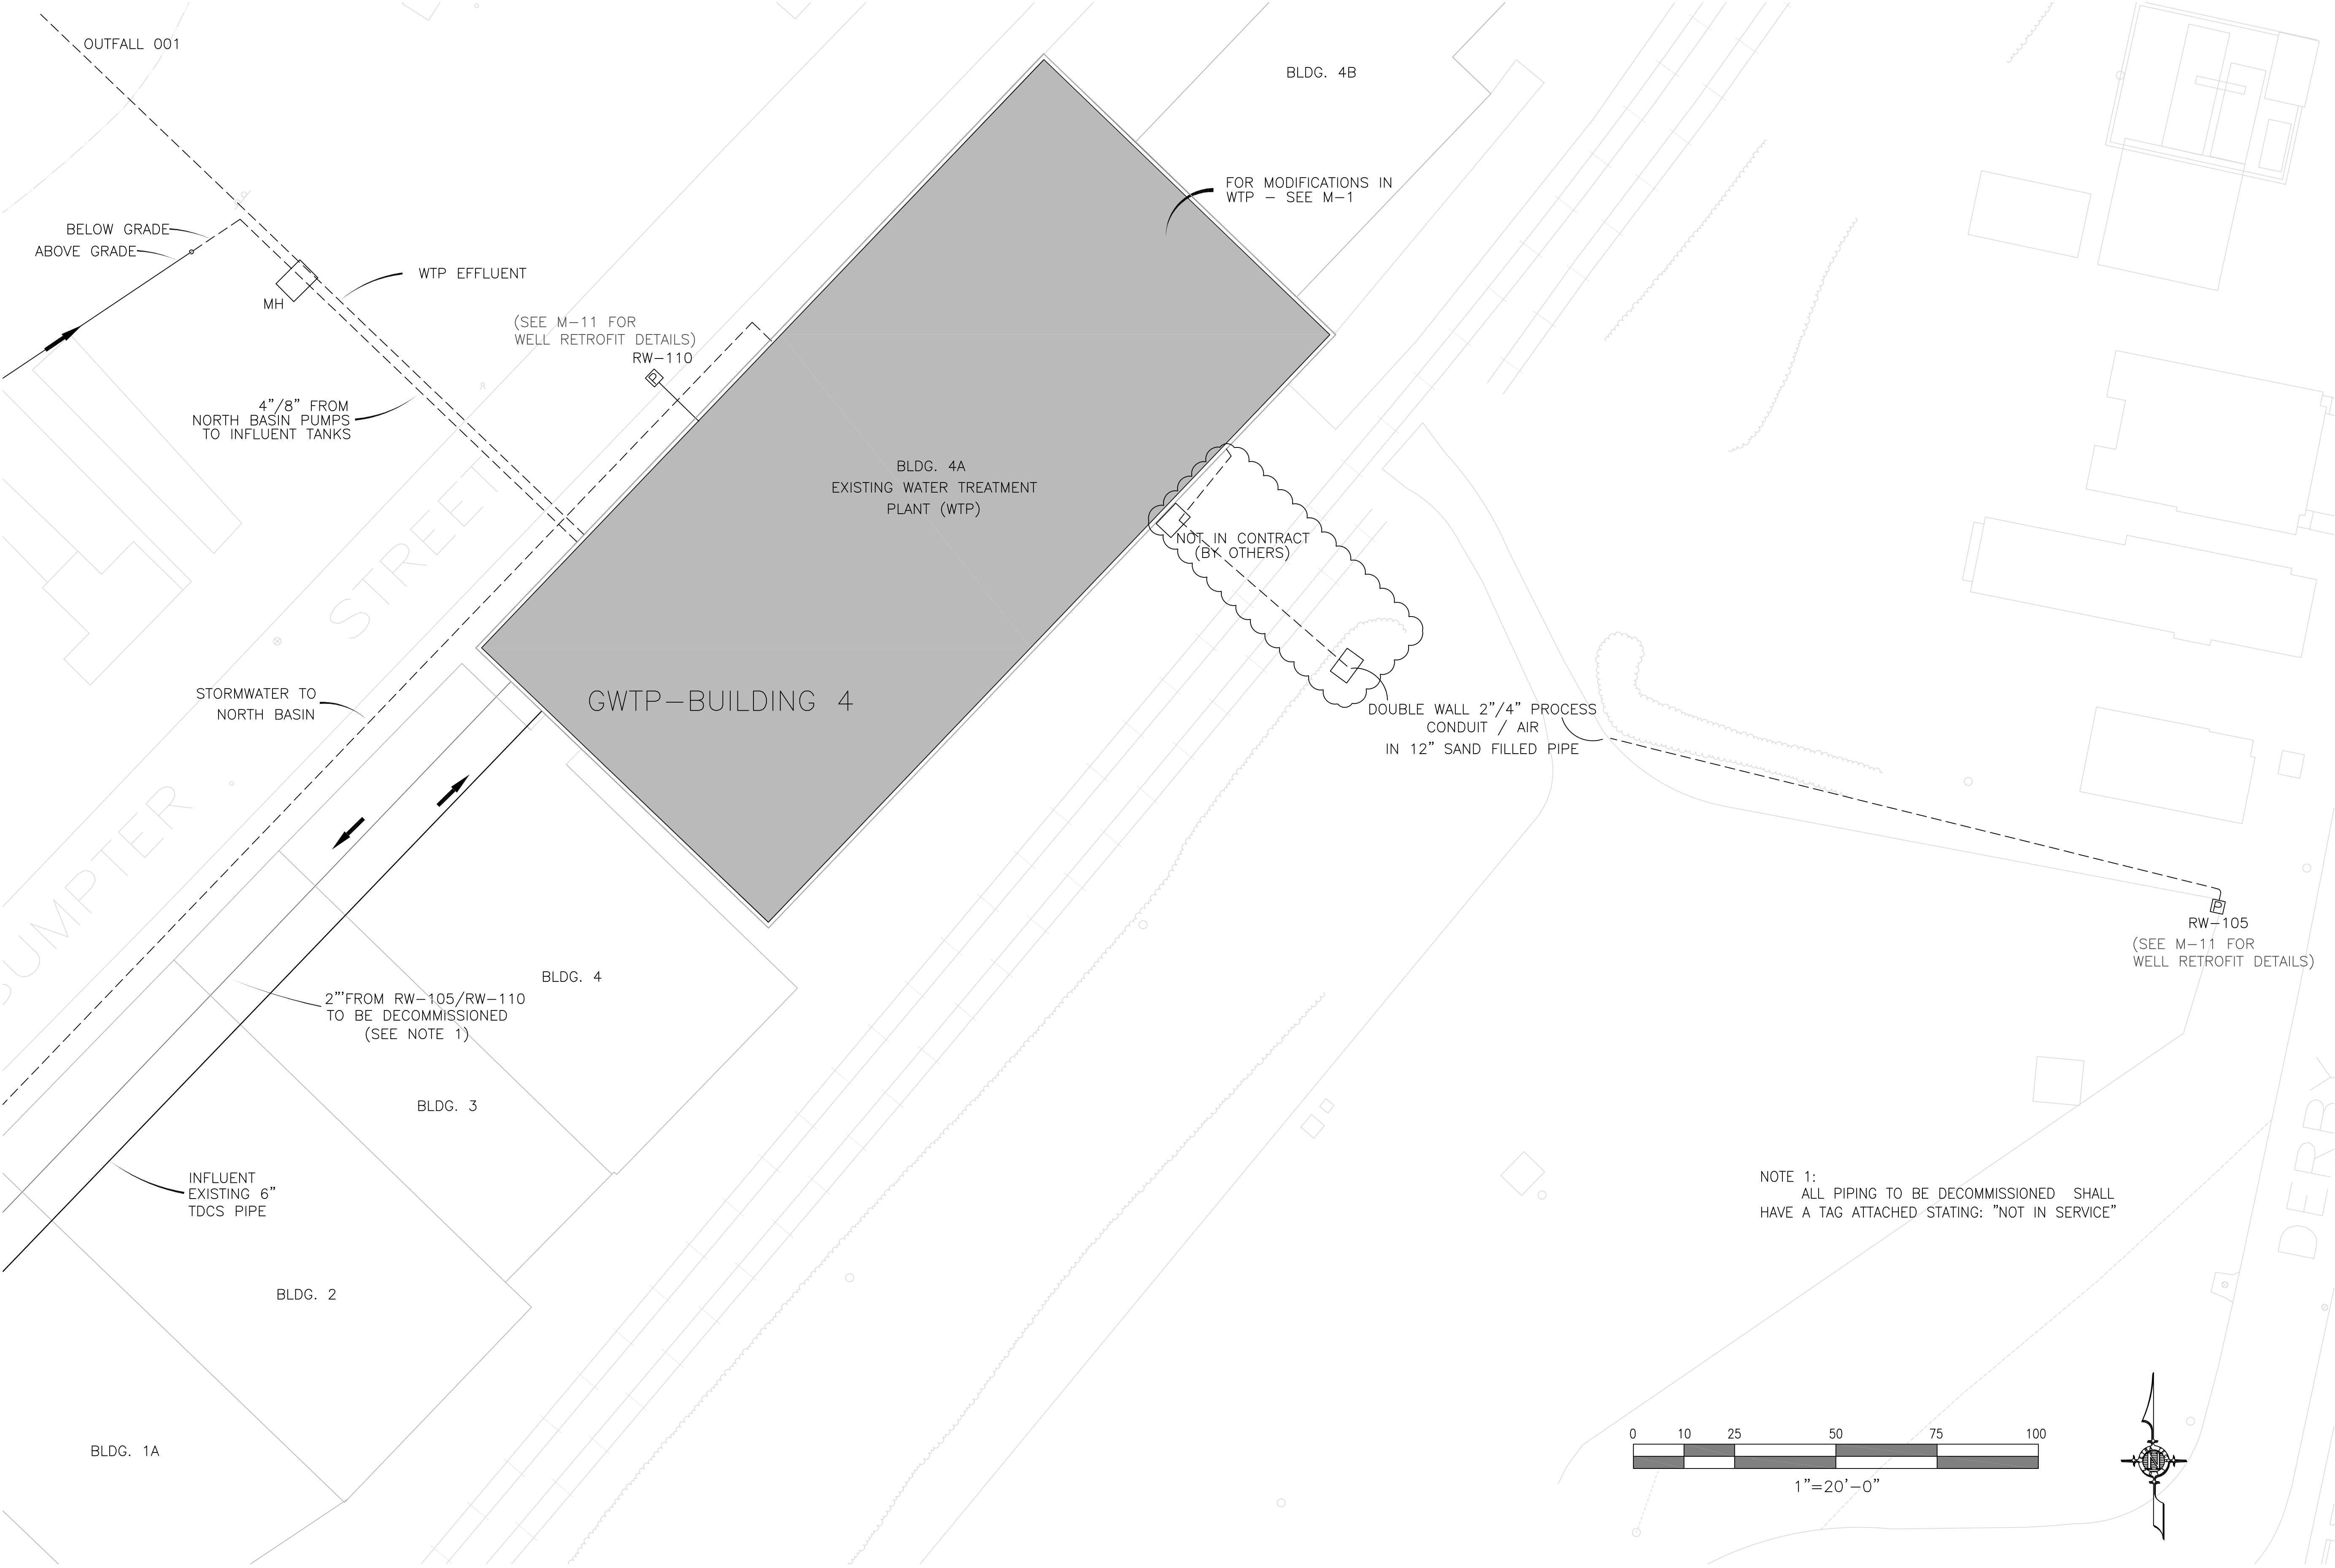 OUTFALL 001
BLDG. 4B
FOR MODIFICATIONS IN
WTP - SEE M-1
BELOW GRADE
ABOVE GRADE
WTP EFFLUENT
MH
(SEE M-11 FOR
WELL RETROFIT DETAILS)
RW-110
P
4"/8" FROM
NORTH BASIN PUMPS
TO INFLUENT TANKS
BLDG. 4A
EXISTING WATER TREATMENT
PLANT (WTP)
NOT IN CONTRACT
(BY OTHERS)
SUMPTER STREET
STORMWATER TO
NORTH BASIN
GWTP-BUILDING 4
DOUBLE WALL 2"/4" PROCESS
CONDUIT / AIR
IN 12" SAND FILLED PIPE
P
RW-105
(SEE M-11 FOR
WELL RETROFIT DETAILS)
BLDG. 4
2"'FROM RW-105/RW-110
TO BE DECOMMISSIONED
(SEE NOTE 1)
BLDG. 3
DERRY
INFLUENT
EXISTING 6"
TDCS PIPE
NOTE 1:
ALL PIPING TO BE DECOMMISSIONED SHALL
HAVE A TAG ATTACHED STATING: "NOT IN SERVICE"
BLDG. 2
BLDG. 1A
0 10 25 50 75 100
1"=20'-0"
N